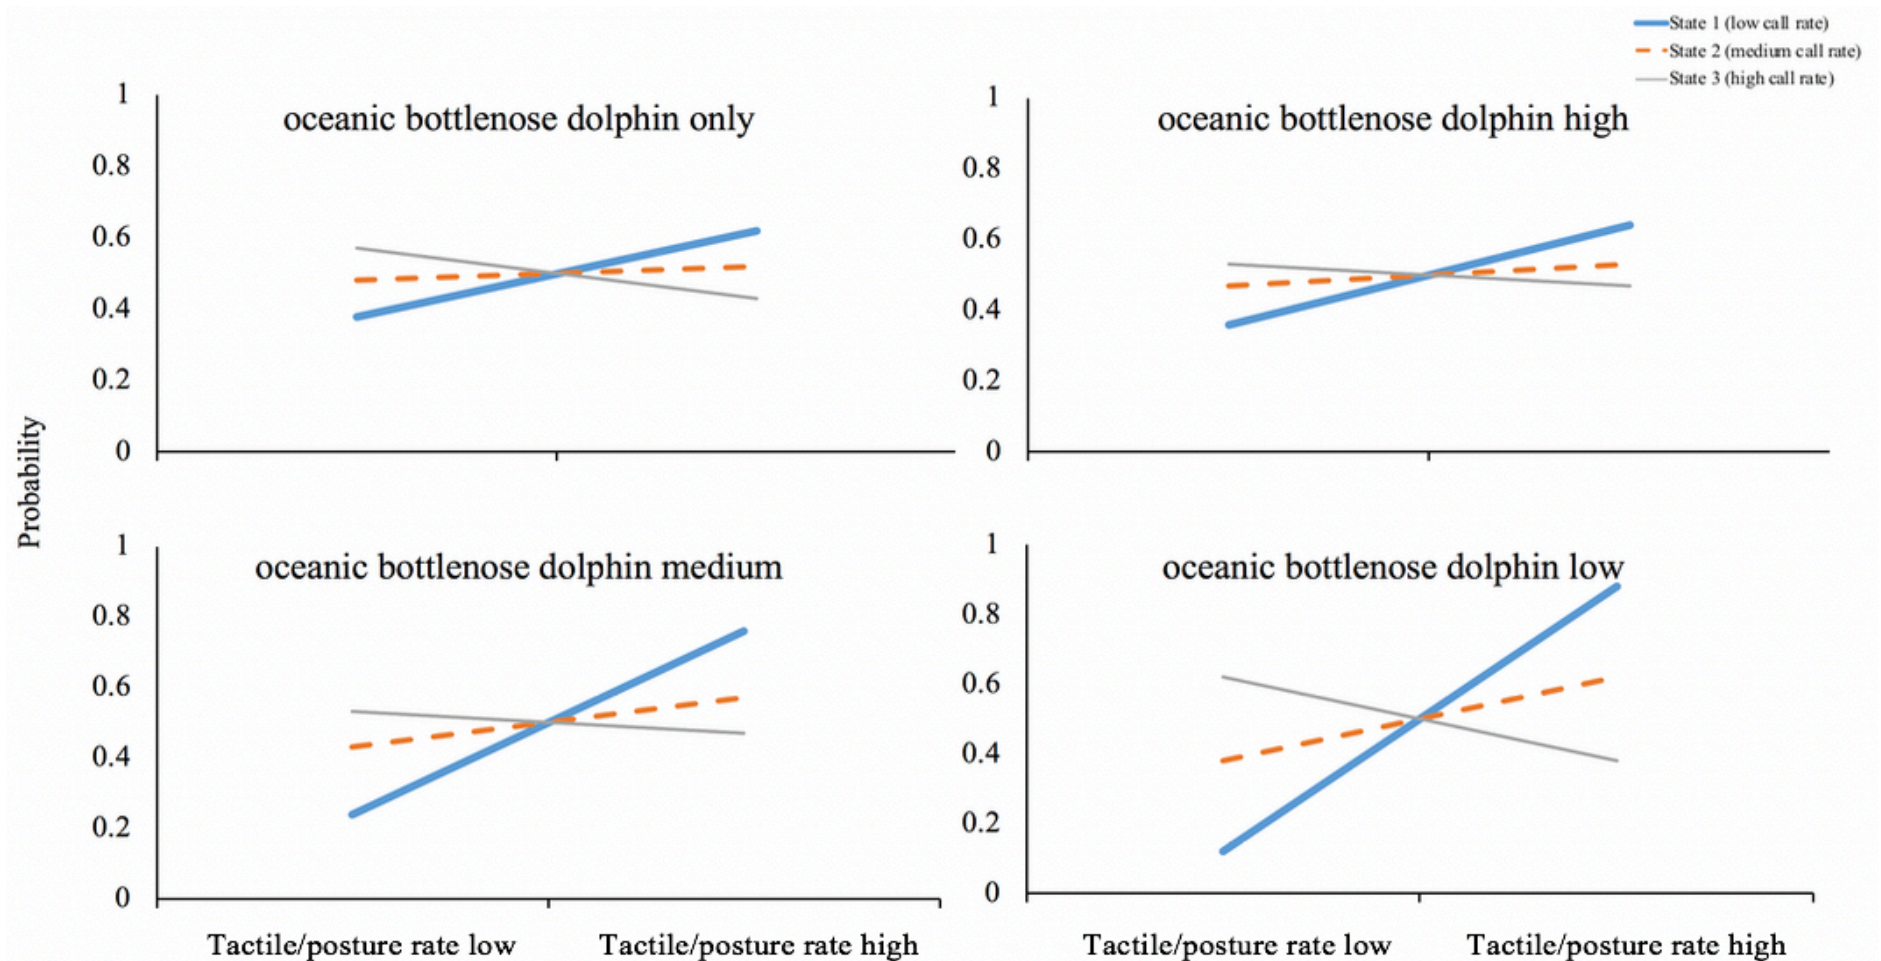 State 1 (low call rate)
State 2 (medium call rate)
State 3 (high call rate)
oceanic bottlenose dolphin only
1
0.8
0.6
0.4
0.2
0
oceanic bottlenose dolphin high
1
0.8
0.6
0.4
0.2
0
Probability
oceanic bottlenose dolphin medium
1
0.8
0.6
0.4
0.2
0
Tactile/posture rate low
Tactile/posture rate high
oceanic bottlenose dolphin low
1
0.8
0.6
0.4
0.2
0
Tactile/posture rate low
Tactile/posture rate high